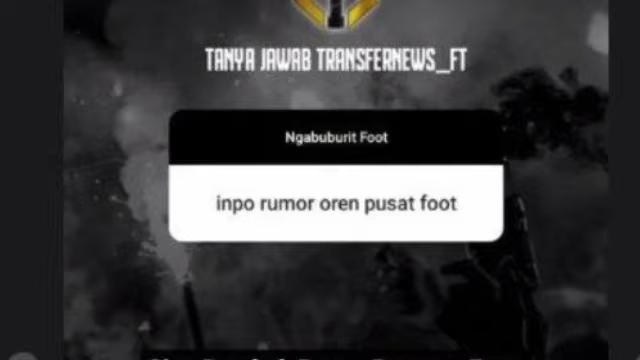 TANYA JAWAB TRANSFERNEWS_FT
Ngabuburit Foot
inpo rumor oren pusat foot